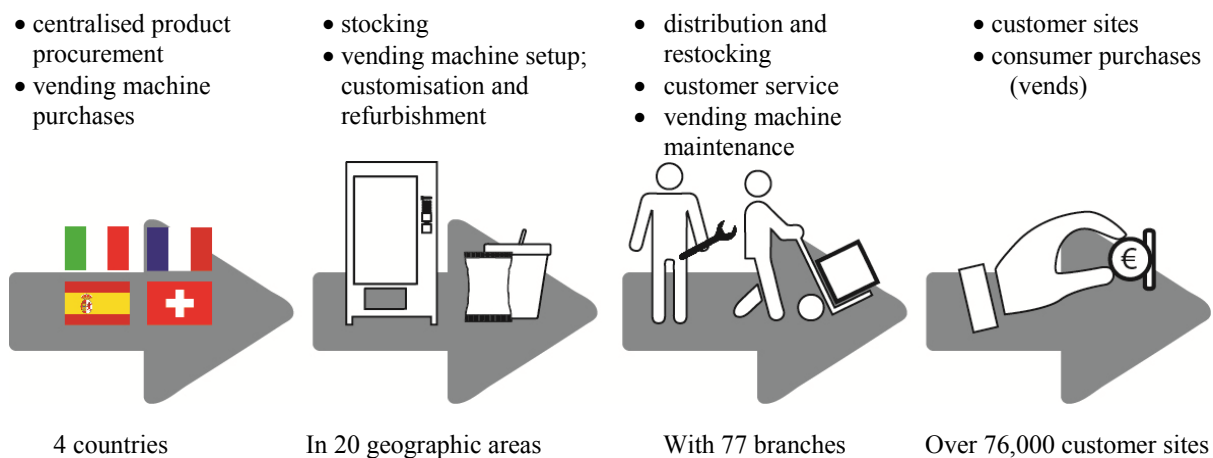 • centralised product
procurement
• vending machine
purchases
• stocking
• vending machine setup;
customisation and
refurbishment
• distribution and
restocking
• customer service
• vending machine
maintenance
• customer sites
• consumer purchases
(vends)
€
4 countries
In 20 geographic areas
With 77 branches
Over 76,000 customer sites